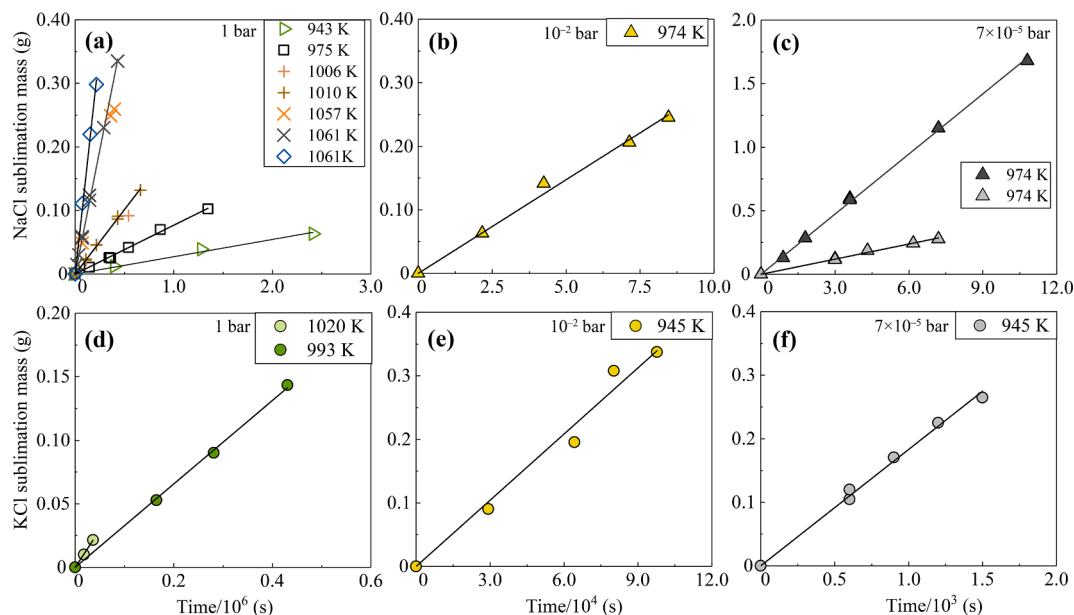 NaCl sublimation mass (g)
(a)
1 bar
943 K
975 K
1006 K
1010 K
1057 K
1061 K
1061K
0.40
0.30
0.20
0.10
0
0 1.0 2.0 3.0
(b)
10⁻² bar
974 K
0.40
0.30
0.20
0.10
0
0 2.5 5.0 7.5 10.0
(c)
7×10⁻⁵ bar
974 K
974 K
2.0
1.5
1.0
0.5
0
0 3.0 6.0 9.0 12.0
KCl sublimation mass (g)
(d)
1 bar
1020 K
993 K
0.20
0.15
0.10
0.05
0
0 0.2 0.4 0.6
Time/10⁶ (s)
(e)
10⁻² bar
945 K
0.4
0.3
0.2
0.1
0
0 3.0 6.0 9.0 12.0
Time/10⁴ (s)
(f)
7×10⁻⁵ bar
945 K
0.4
0.3
0.2
0.1
0
0 0.5 1.0 1.5 2.0
Time/10³ (s)